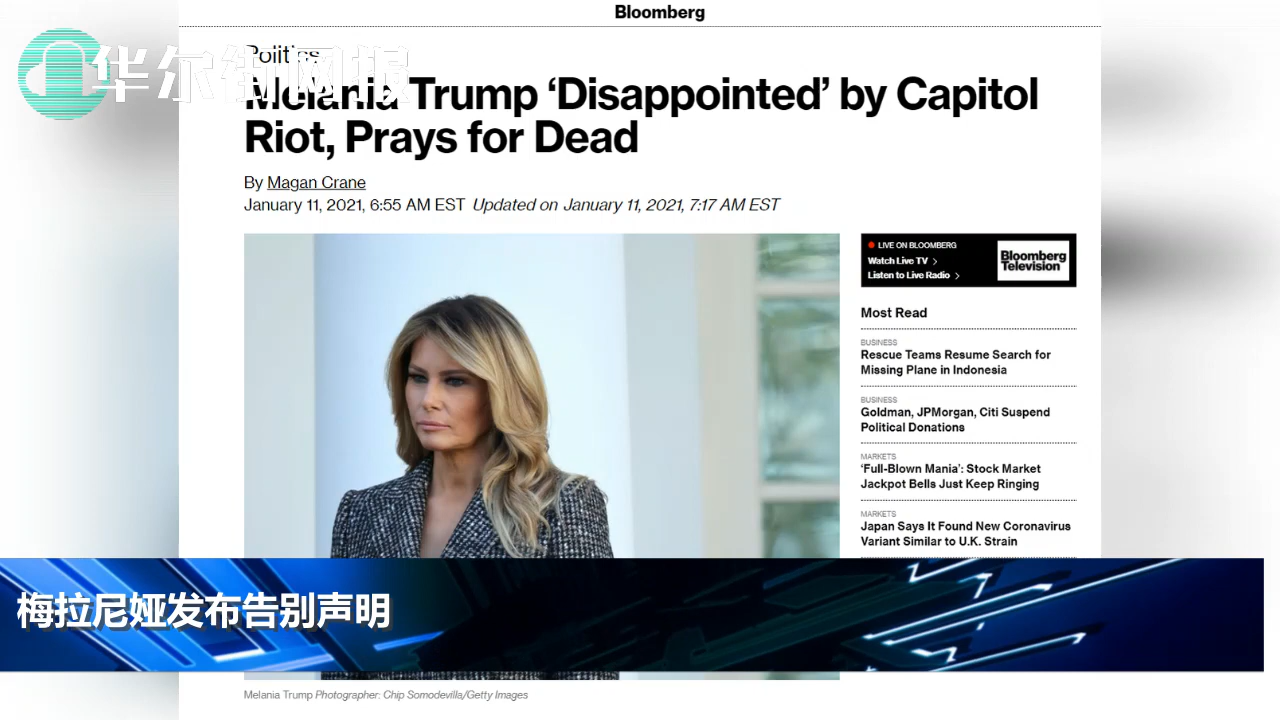 Bloomberg
华尔街网报
Politics
Melania Trump ‘Disappointed’ by Capitol
Riot, Prays for Dead
By Magan Crane
January 11, 2021, 6:55 AM EST Updated on January 11, 2021, 7:17 AM EST
LIVE ON BLOOMBERG
Watch Live TV >
Listen to Live Radio >
Bloomberg
Television
Most Read
BUSINESS
Rescue Teams Resume Search for
Missing Plane in Indonesia
BUSINESS
Goldman, JPMorgan, Citi Suspend
Political Donations
MARKETS
‘Full-Blown Mania’: Stock Market
Jackpot Bells Just Keep Ringing
MARKETS
Japan Says It Found New Coronavirus
Variant Similar to U.K. Strain
梅拉尼娅发布告别声明
Melania Trump Photographer: Chip Somodevilla/Getty Images